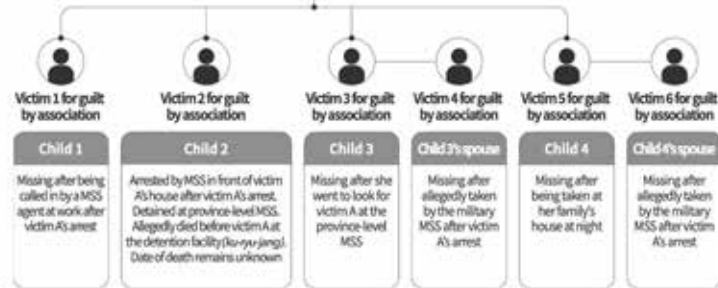 Victim 1 for guilt
by association
Child 1
Missing after being
called in by a MSS
agent at work after
victim A's arrest
Victim 2 for guilt
by association
Child 2
Arrested by MSS in front of victim
A's house after victim A's arrest.
Detained at province-level MSS.
Allegedly died before victim A at
the detention facility (ku-ryu-jang).
Date of death remains unknown
Victim 3 for guilt
by association
Child 3
Missing after she
went to look for
victim A at the
province-level
MSS
Victim 4 for guilt
by association
Child 3's spouse
Missing after
allegedly taken
by the military
MSS after victim
A's arrest
Victim 5 for guilt
by association
Child 4
Missing after
being taken at
her family's
house at night
Victim 6 for guilt
by association
Child 4's spouse
Missing after
allegedly taken
by the military
MSS after victim
A's arrest